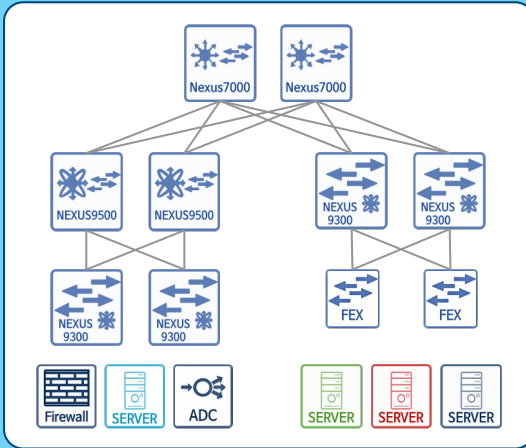 Nexus7000
Nexus7000
NEXUS9500
NEXUS9500
NEXUS
9300
NEXUS
9300
NEXUS
9300
NEXUS
9300
FEX
FEX
Firewall
SERVER
ADC
SERVER
SERVER
SERVER